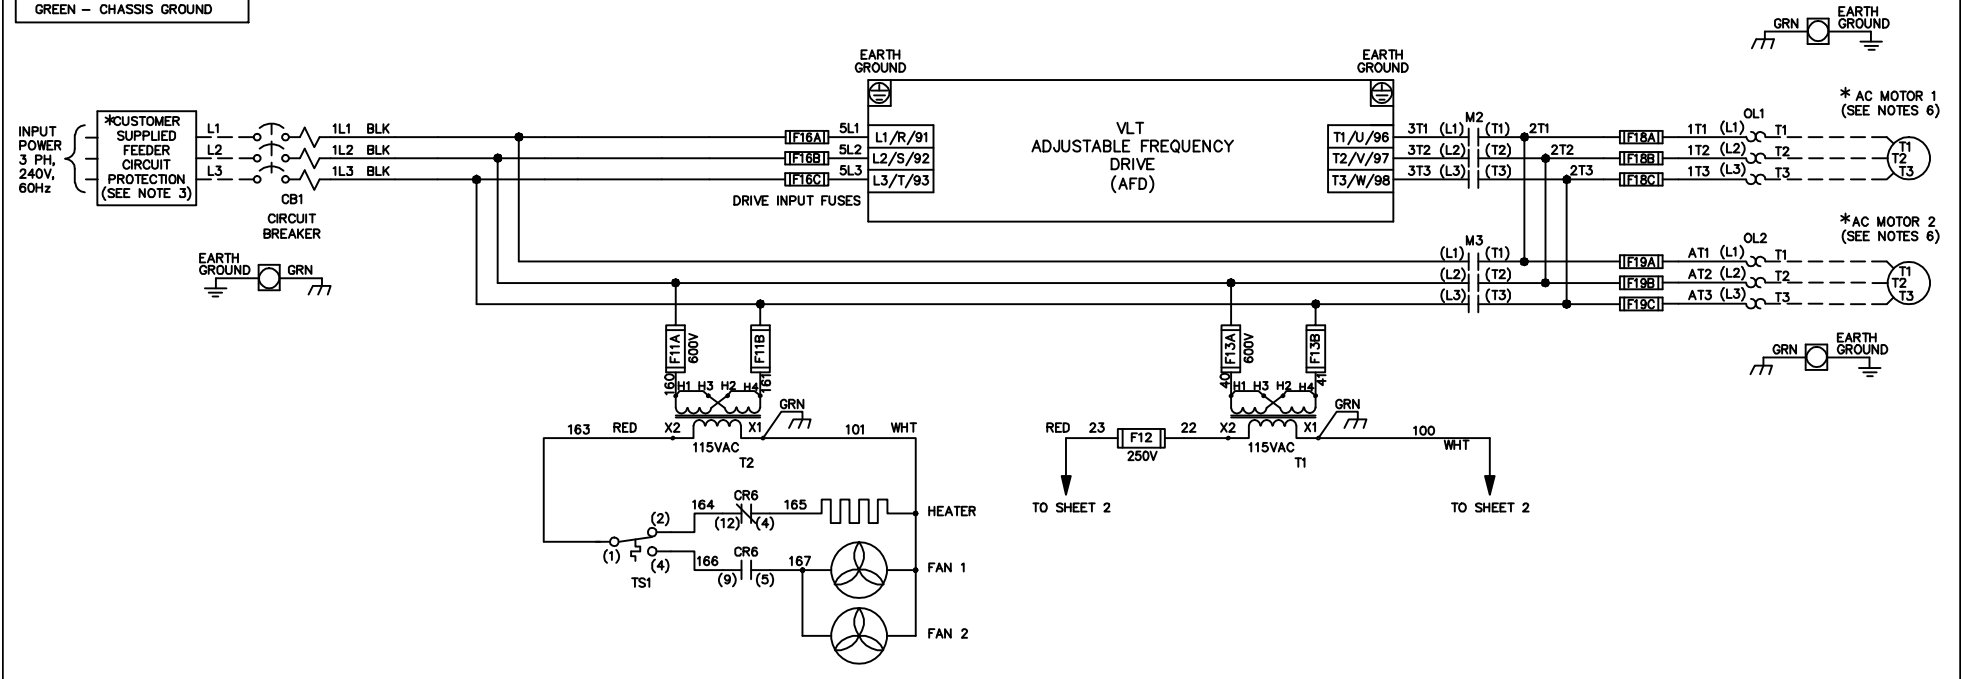 GREEN – CHASSIS GROUND
GRN
EARTH
GROUND
EARTH
GROUND
EARTH
GROUND
INPUT
POWER
3 PH,
240V,
60Hz
*CUSTOMER
SUPPLIED
FEEDER
CIRCUIT
PROTECTION
(SEE NOTE 3)
L1
L2
L3
CB1
CIRCUIT
BREAKER
1L1 BLK
1L2 BLK
1L3 BLK
F16A
F16B
F16C
DRIVE INPUT FUSES
5L1
5L2
5L3
L1/R/91
L2/S/92
L3/T/93
VLT
ADJUSTABLE FREQUENCY
DRIVE
(AFD)
T1/U/96
T2/V/97
T3/W/98
M2
3T1 (L1) (T1) 2T1
3T2 (L2) (T2) 2T2
3T3 (L3) (T3) 2T3
F18A
F18B
F18C
OL1
1T1 (L1) T1
1T2 (L2) T2
1T3 (L3) T3
* AC MOTOR 1
(SEE NOTES 6)
T1
T2
T3
EARTH
GROUND
GRN
M3
(L1) (T1)
(L2) (T2)
(L3) (T3)
F19A
F19B
F19C
OL2
AT1 (L1) T1
AT2 (L2) T2
AT3 (L3) T3
*AC MOTOR 2
(SEE NOTES 6)
T1
T2
T3
GRN
EARTH
GROUND
F11A
600V
F11B
160
161
H1 H3 H2 H4
GRN
163 RED X2 X1 101 WHT
115VAC
T2
F13A
600V
F13B
40
41
H1 H3 H2 H4
GRN
RED 23 F12 22 X2 X1 100
WHT
250V
115VAC
T1
TO SHEET 2
TO SHEET 2
CR6
164 165
(12) (4)
HEATER
(2)
(1)
(4)
TS1
CR6
166 167
(9) (5)
FAN 1
FAN 2